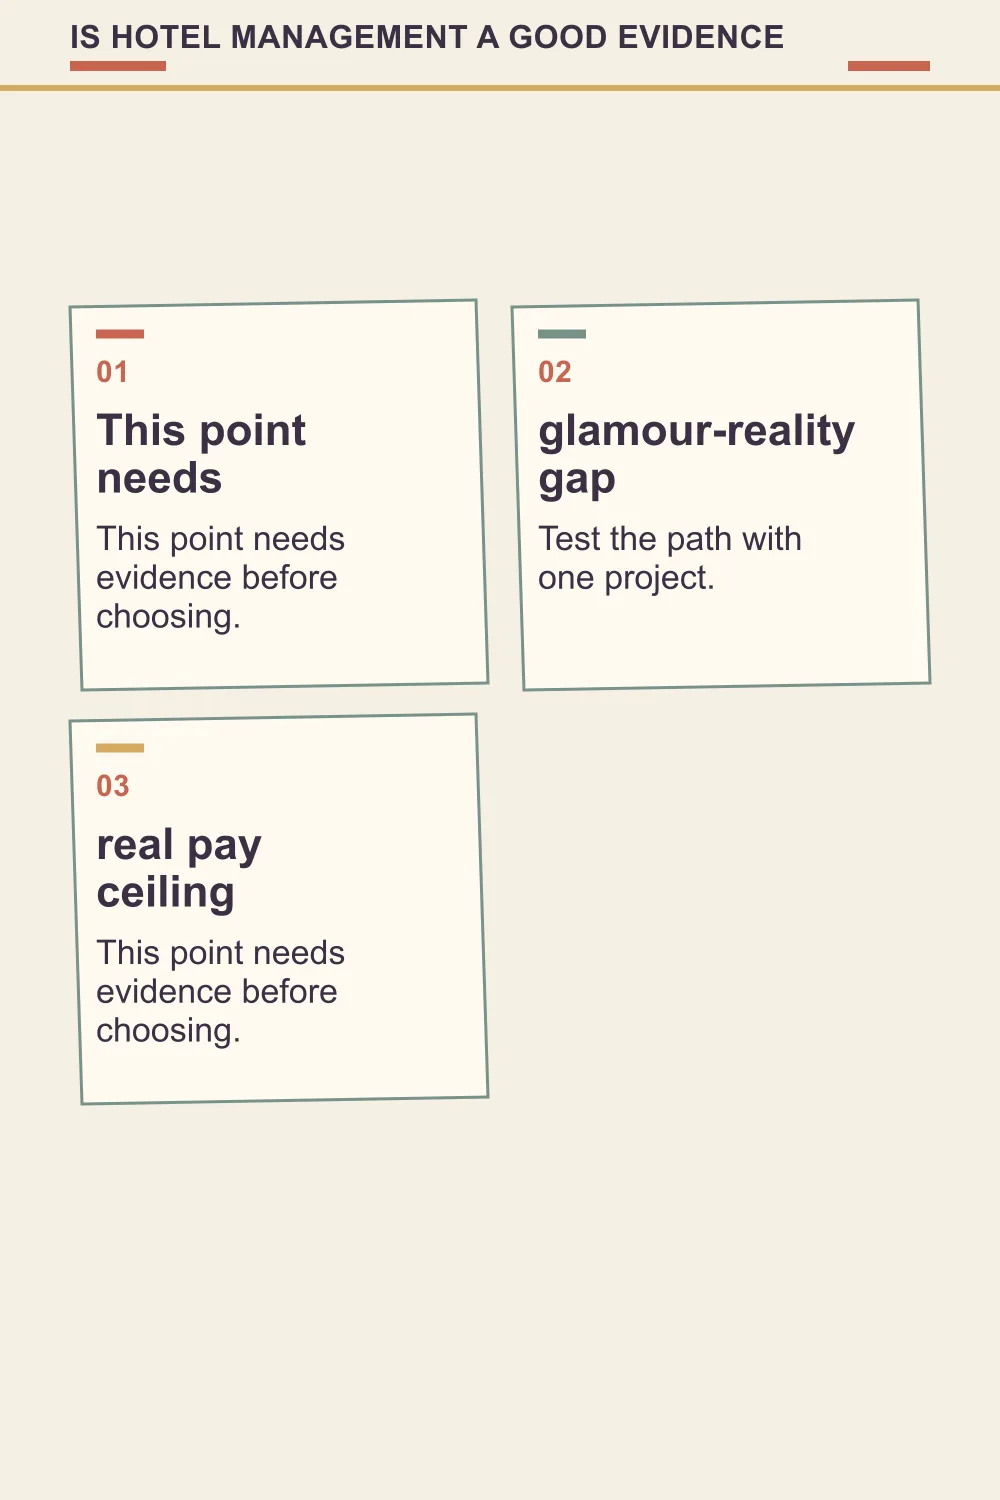 IS HOTEL MANAGEMENT A GOOD EVIDENCE
01
This point
needs
This point needs
evidence before
choosing.
02
glamour-reality
gap
Test the path with
one project.
03
real pay
ceiling
This point needs
evidence before
choosing.